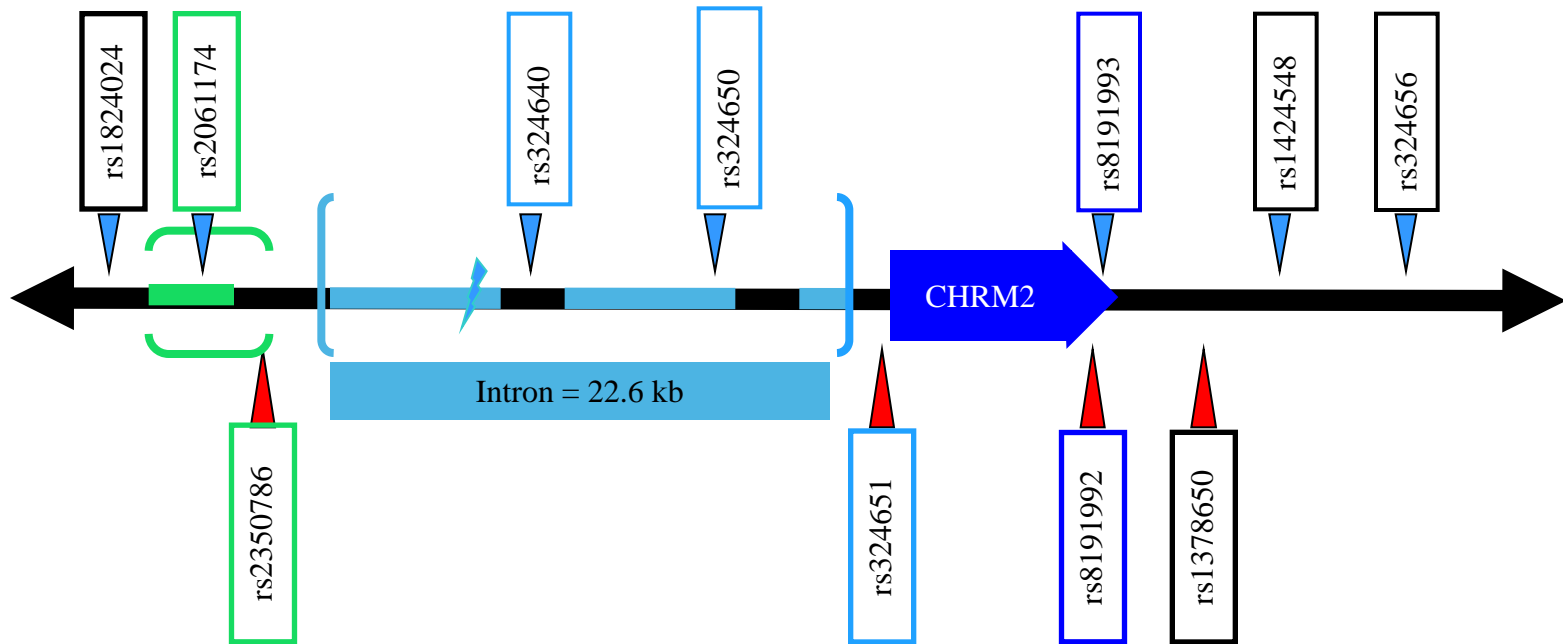 rs1824024
rs2061174
rs324640
rs324650
rs8191993
rs1424548
rs324656
CHRM2
Intron = 22.6 kb
rs2350786
rs324651
rs8191992
rs1378650